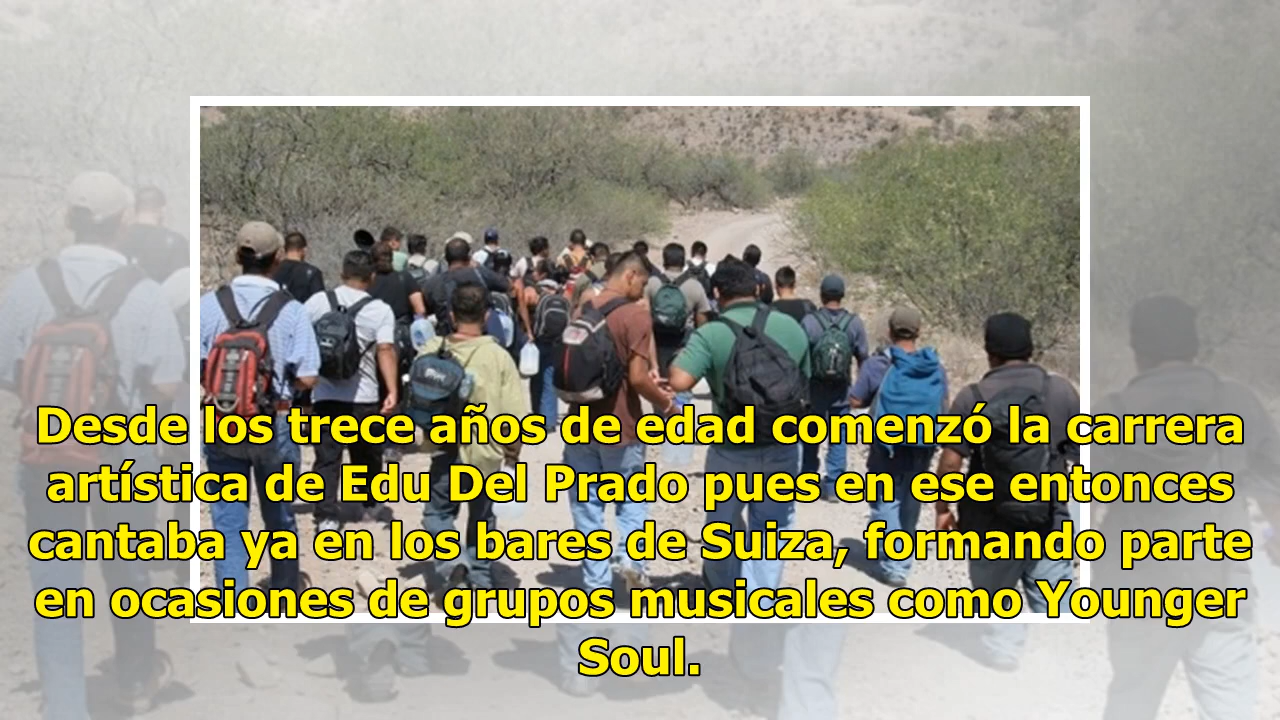 Desde los trece años de edad comenzó la carrera
artística de Edu Del Prado pues en ese entonces
cantaba ya en los bares de Suiza, formando parte
en ocasiones de grupos musicales como Younger
Soul.